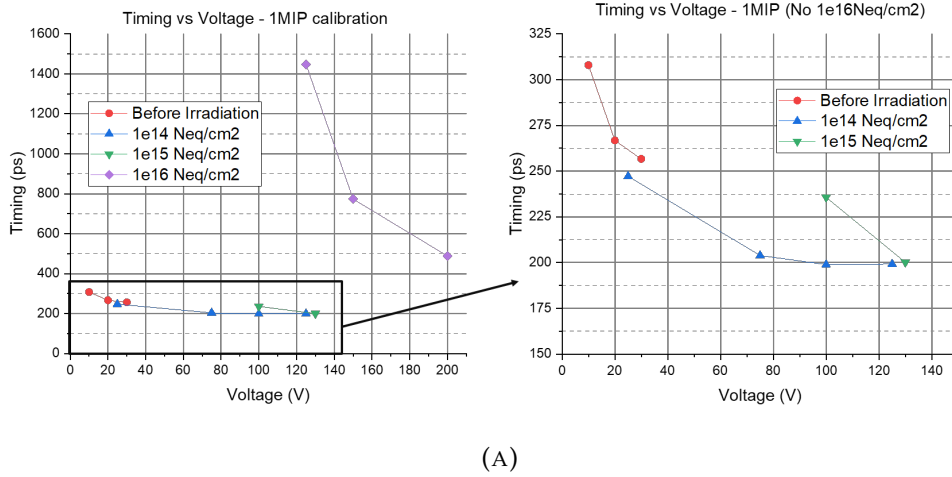 Timing vs Voltage - 1MIP calibration
1600
1400
1200
1000
800
600
400
200
0
Timing (ps)
Before Irradiation
1e14 Neq/cm2
1e15 Neq/cm2
1e16 Neq/cm2
0 20 40 60 80 100 120 140 160 180 200
Voltage (V)
Timing vs Voltage - 1MIP (No 1e16Neq/cm2)
325
300
275
250
225
200
175
150
Timing (ps)
Before Irradiation
1e14 Neq/cm2
1e15 Neq/cm2
0 20 40 60 80 100 120 140
Voltage (V)
(A)